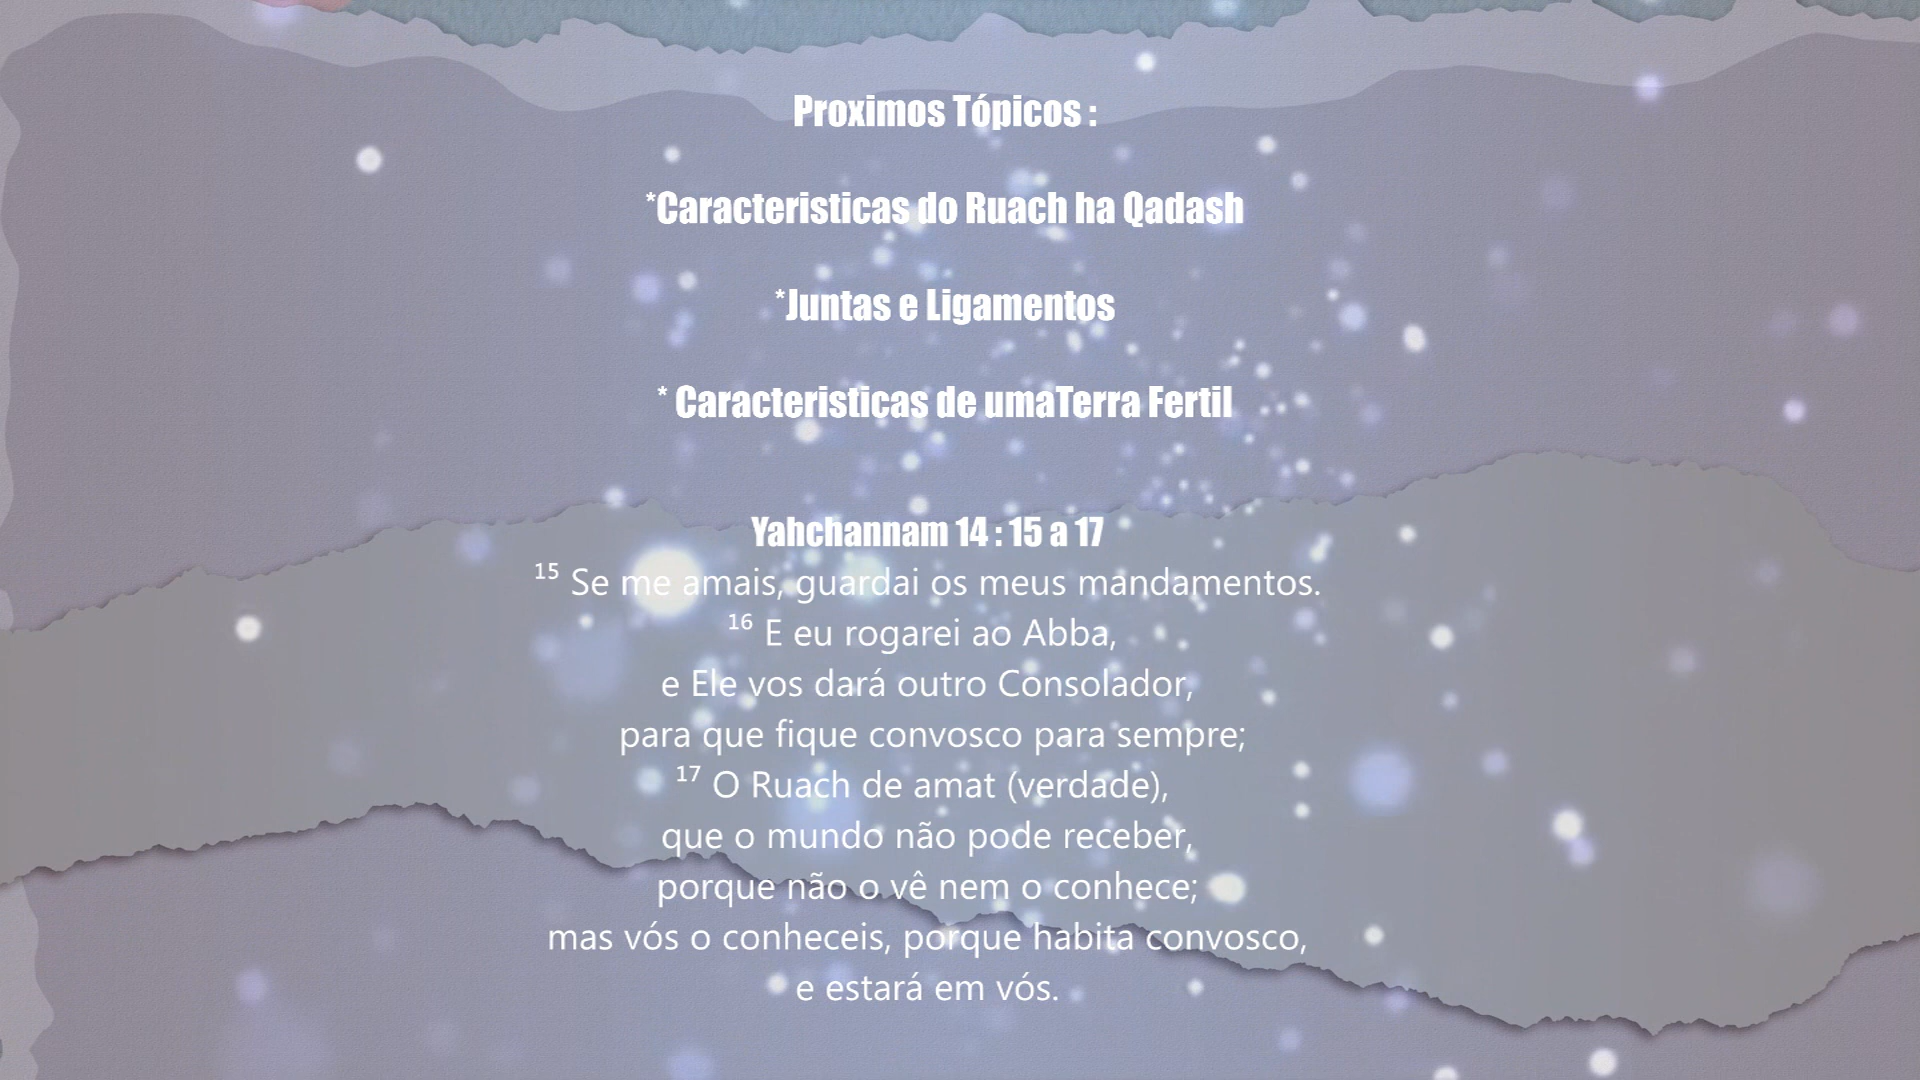 Proximos Tópicos :
*Caracteristicas do Ruach ha Qadash
*Juntas e Ligamentos
* Caracteristicas de umaTerra Fertil
Yahchannam 14 : 15 a 17
15 Se me amais, guardai os meus mandamentos.
16 E eu rogarei ao Abba,
e Ele vos dará outro Consolador,
para que fique convosco para sempre;
17 O Ruach de amat (verdade),
que o mundo não pode receber,
porque não o vê nem o conhece;
mas vós o conheceis, porque habita convosco,
e estará em vós.